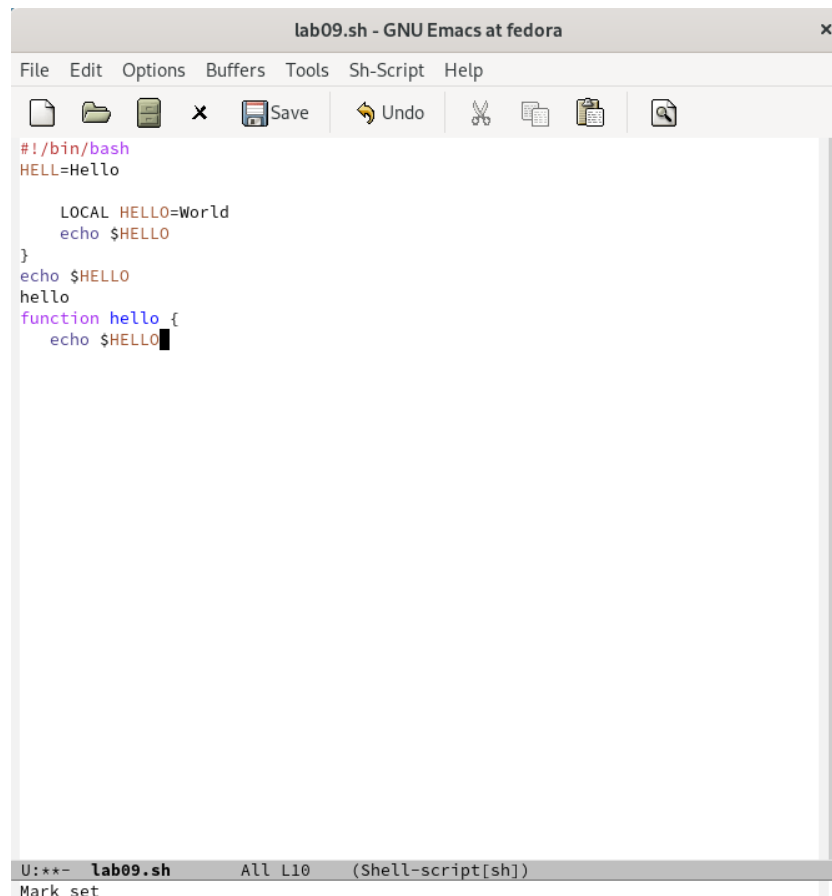 lab09.sh - GNU Emacs at fedora ×
File Edit Options Buffers Tools Sh-Script Help
Save Undo
#!/bin/bash
HELL=Hello
LOCAL HELLO=World
echo $HELLO
}
echo $HELLO
hello
function hello {
echo $HELLO
U:**- lab09.sh All L10 (Shell-script[sh])
Mark set